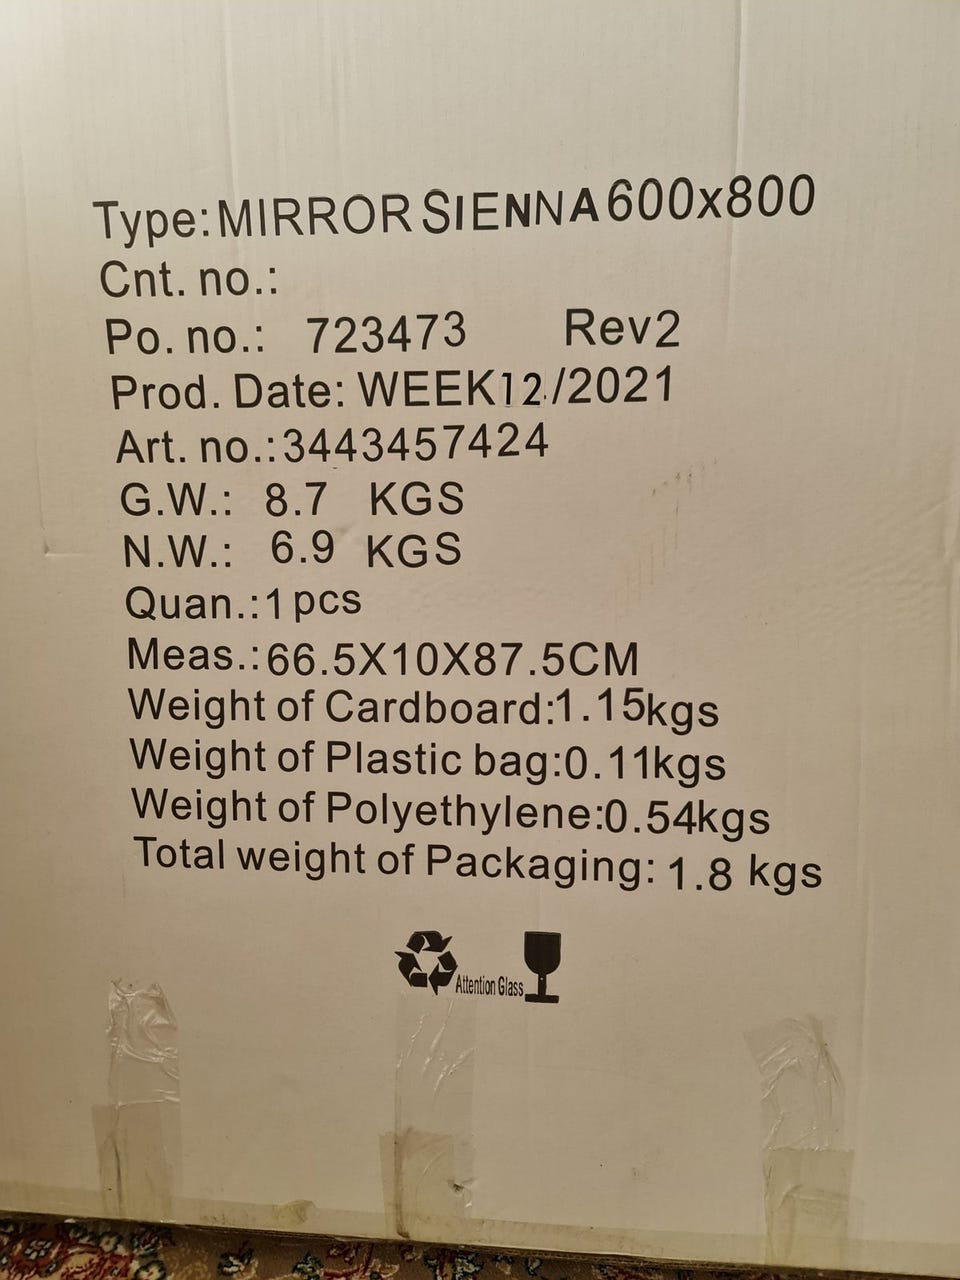 Type:MIRROR SIENNA 600x800
Cnt. no.:
Po. no.: 723473 Rev2
Prod. Date: WEEK12/2021
Art. no.:3443457424
G.W.: 8.7 KGS
N.W.: 6.9 KGS
Quan.:1pcs
Meas.:66.5X10X87.5CM
Weight of Cardboard:1.15kgs
Weight of Plastic bag:0.11kgs
Weight of Polyethylene:0.54kgs
Total weight of Packaging: 1.8 kgs
Attention Glass